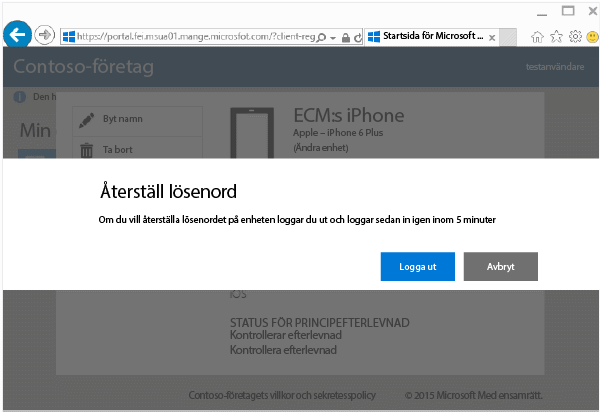 https://portal.fei.msua01.mange.microsfot.com/?client-reg
Startsida för Microsoft ...
Contoso-företag
testanvändare
Den h
Min
Byt namn
Ta bort
ECM:s iPhone
Apple – iPhone 6 Plus
(Ändra enhet)
Återställ lösenord
Om du vill återställa lösenordet på enheten loggar du ut och loggar sedan in igen inom 5 minuter
Logga ut
Avbryt
iOS
STATUS FÖR PRINCIPEFTERLEVNAD
Kontrollerar efterlevnad
Kontrollera efterlevnad
Contoso-företagets villkor och sekretesspolicy
© 2015 Microsoft Med ensamrätt.